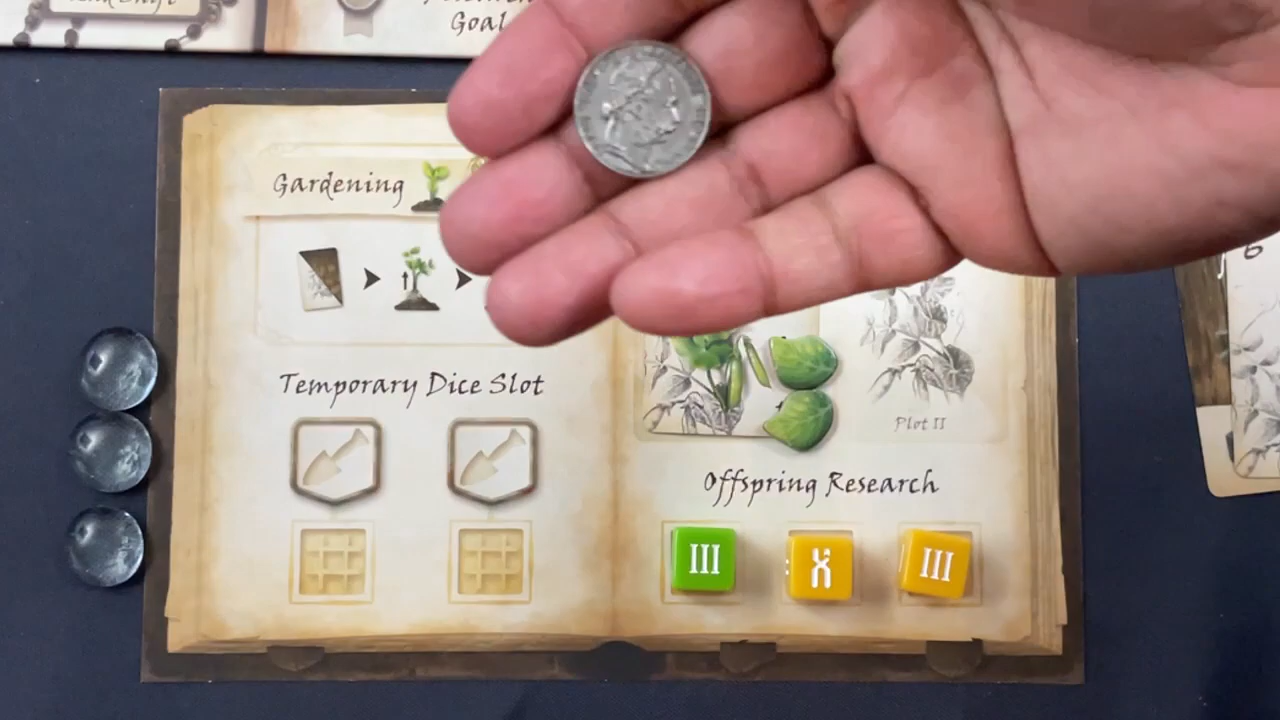 Goal
Gardening
Temporary Dice Slot
Plot II
Offspring Research
III
X
III